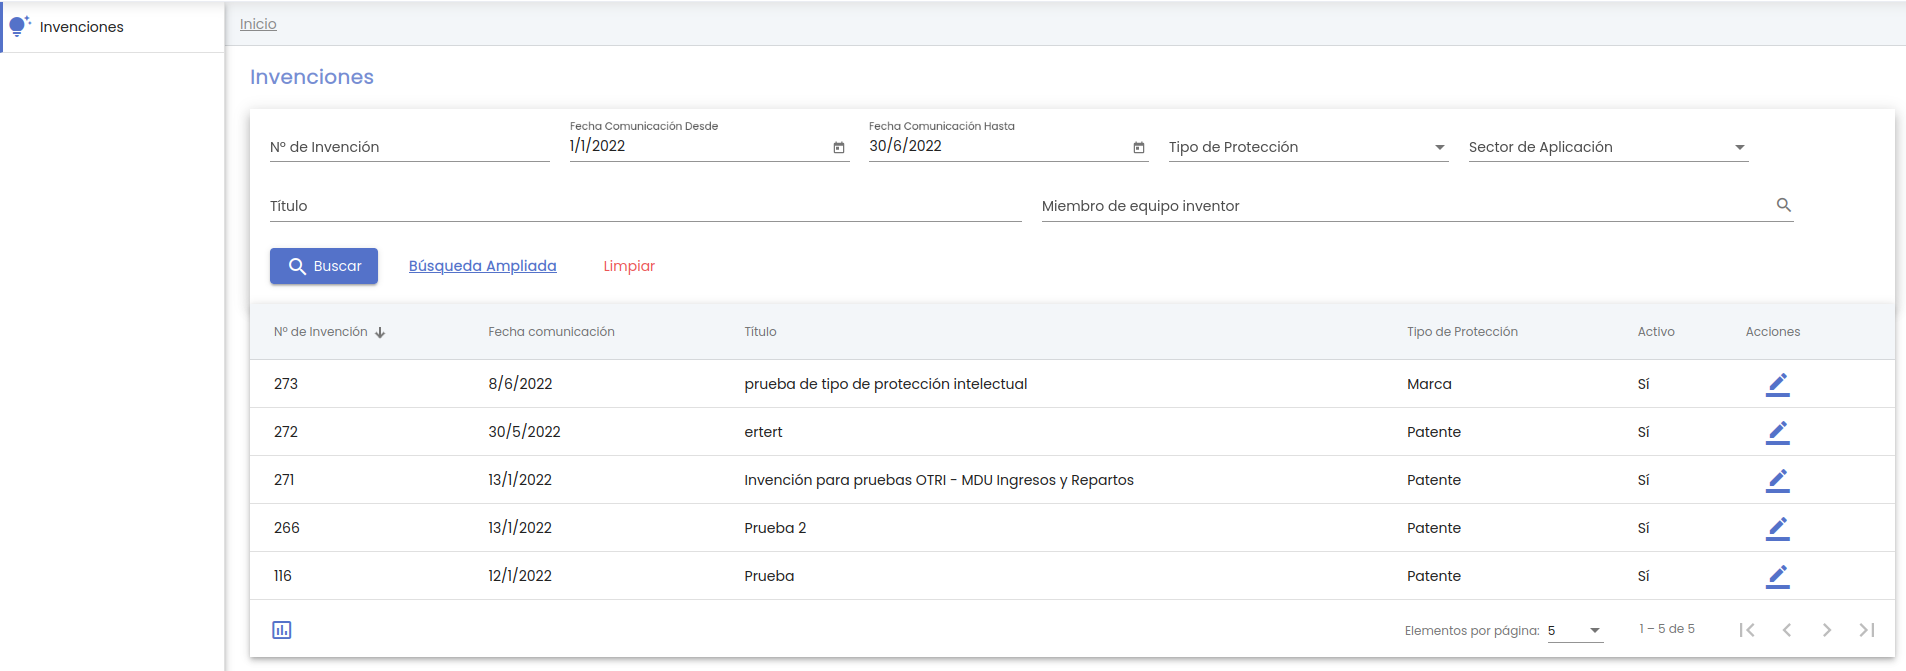 Invenciones
Inicio
Invenciones
Nº de Invención
Fecha Comunicación Desde
1/1/2022
Fecha Comunicación Hasta
30/6/2022
Tipo de Protección
Sector de Aplicación
Título
Miembro de equipo inventor
Buscar
Búsqueda Ampliada
Limpiar
Nº de Invención Fecha comunicación Título Tipo de Protección Activo Acciones
273 8/6/2022 prueba de tipo de protección intelectual Marca Sí
272 30/5/2022 ertert Patente Sí
271 13/1/2022 Invención para pruebas OTRI - MDU Ingresos y Repartos Patente Sí
266 13/1/2022 Prueba 2 Patente Sí
116 12/1/2022 Prueba Patente Sí
Elementos por página: 5 1 – 5 de 5